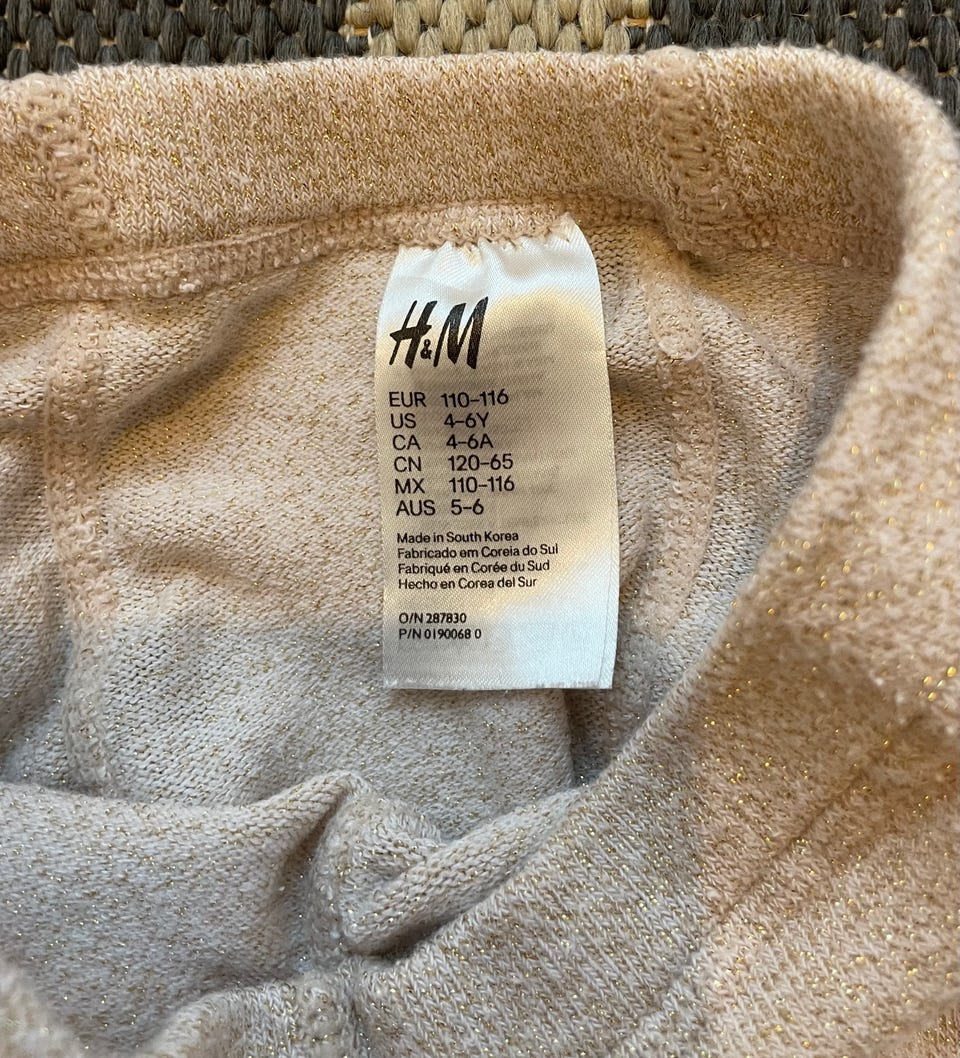 H&M
EUR 110-116
US 4-6Y
CA 4-6A
CN 120-65
MX 110-116
AUS 5-6
Made in South Korea
Fabricado em Coreia do Sul
Fabriqué en Corée du Sud
Hecho en Corea del Sur
O/N 287830
P/N 0190068 0